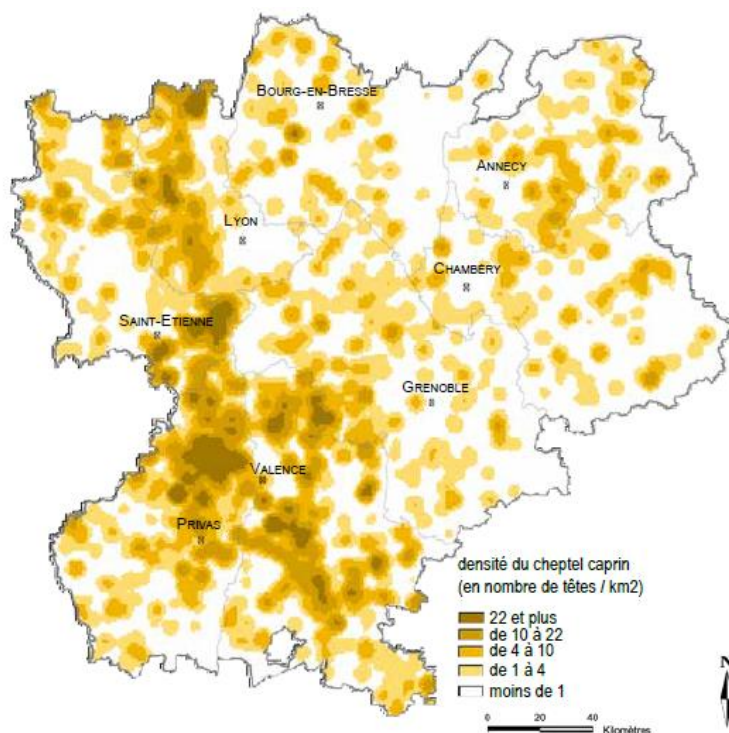 BOURG-EN-BRESSE
ANNECY
LYON
CHAMBÉRY
SAINT-ETIENNE
GRENOBLE
VALENCE
PRIVAS
densité du cheptel caprin
(en nombre de têtes / km2)
22 et plus
de 10 à 22
de 4 à 10
de 1 à 4
moins de 1
N
0 20 40
Kilomètres